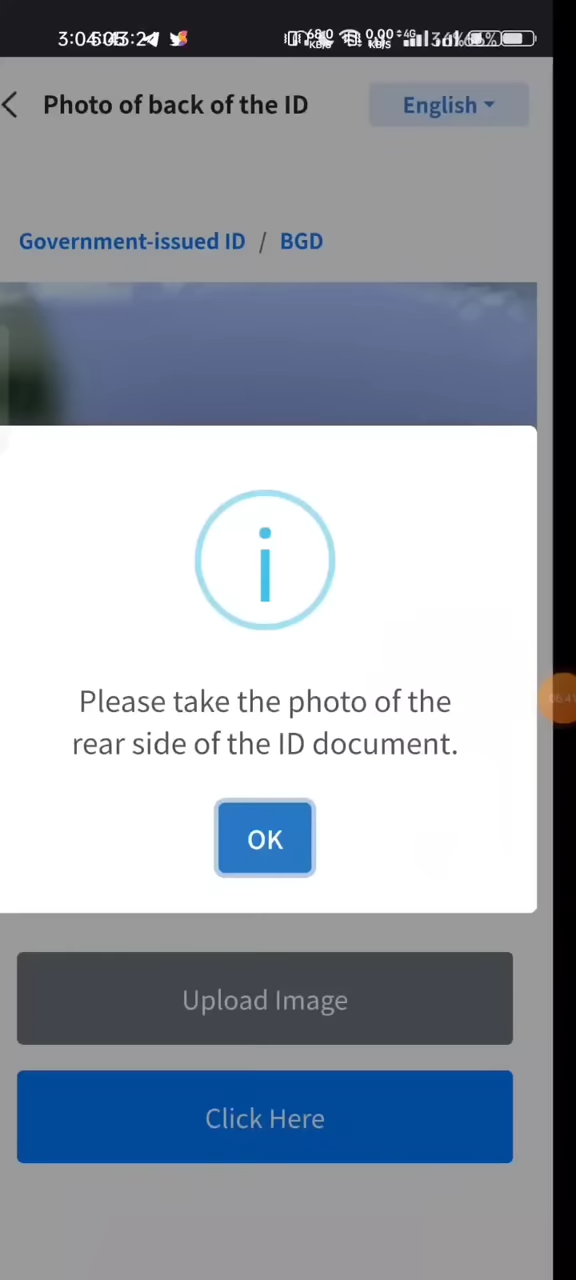 Photo of back of the ID
English
Government-issued ID / BGD
Please take the photo of the
rear side of the ID document.
OK
Upload Image
Click Here